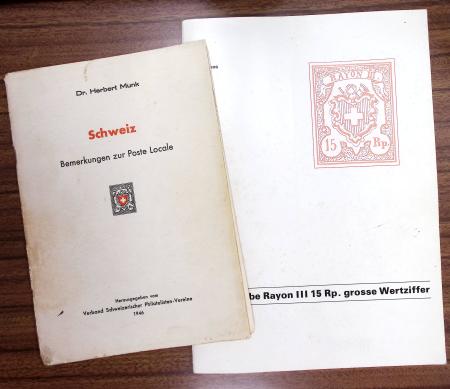 Dr. Herbert Munk
Schweiz
Bemerkungen zur Poste Locale
Herausgegeben vom
Verband Schweizerischer Philatelisten-Vereine
1946
RAYON III
15 Rp.
be Rayon III 15 Rp. grosse Wertziffer